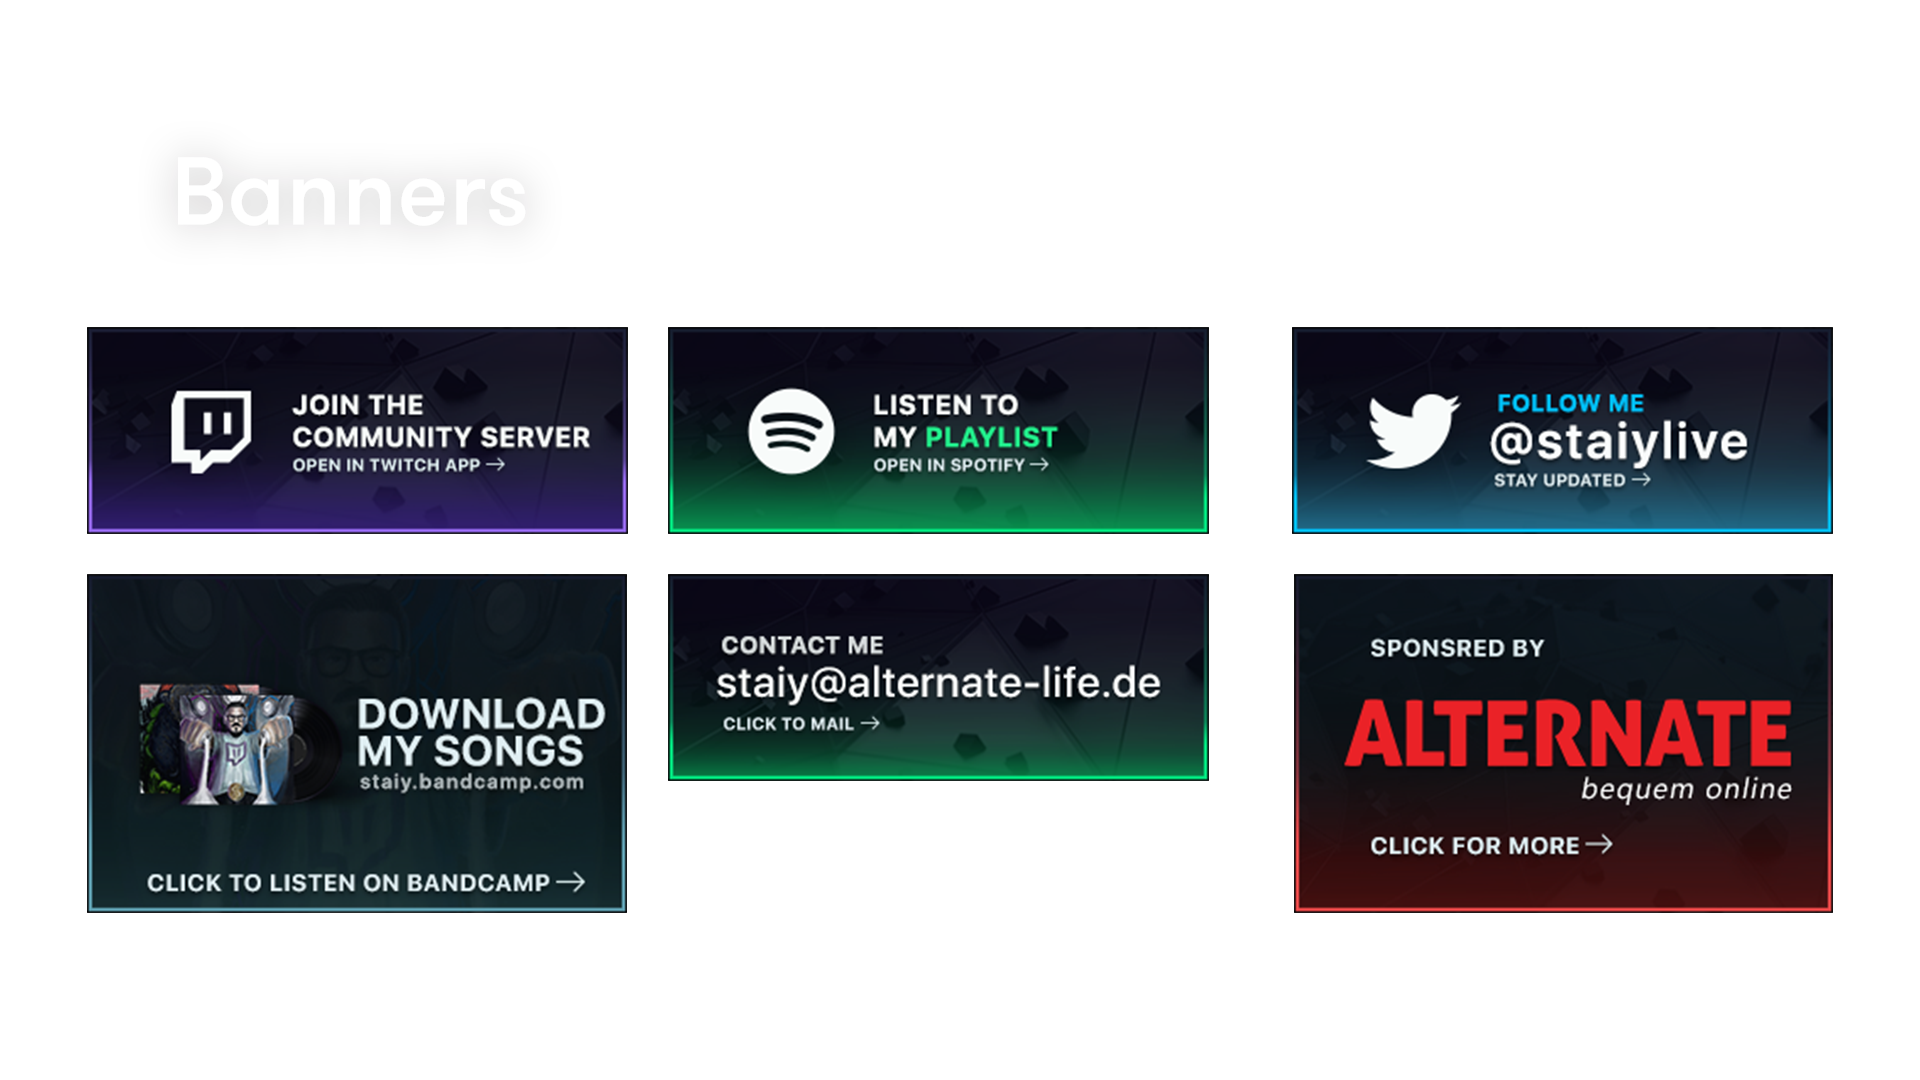 Banners
JOIN THE
COMMUNITY SERVER
OPEN IN TWITCH APP →
LISTEN TO
MY PLAYLIST
OPEN IN SPOTIFY →
FOLLOW ME
@staiylive
STAY UPDATED →
DOWNLOAD
MY SONGS
staiy.bandcamp.com
CLICK TO LISTEN ON BANDCAMP →
CONTACT ME
staiy@alternate-life.de
CLICK TO MAIL →
SPONSRED BY
ALTERNATE
bequem online
CLICK FOR MORE →